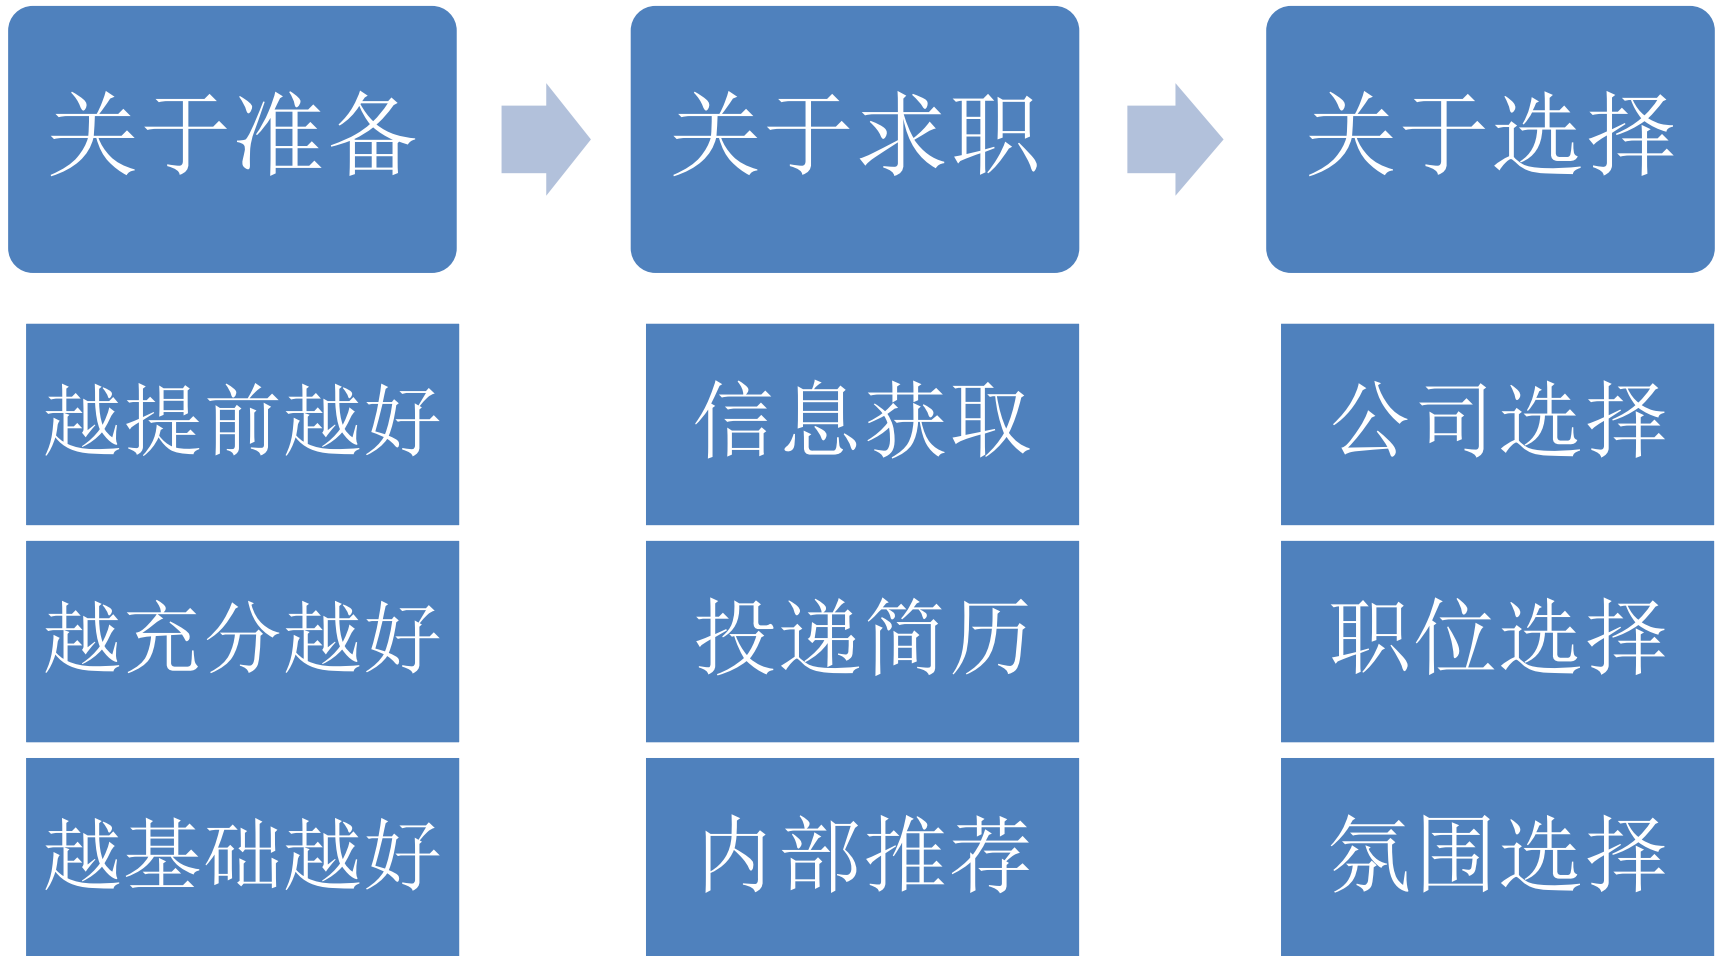 关于准备
关于求职
关于选择
越提前越好
越充分越好
越基础越好
信息获取
投递简历
内部推荐
公司选择
职位选择
氛围选择